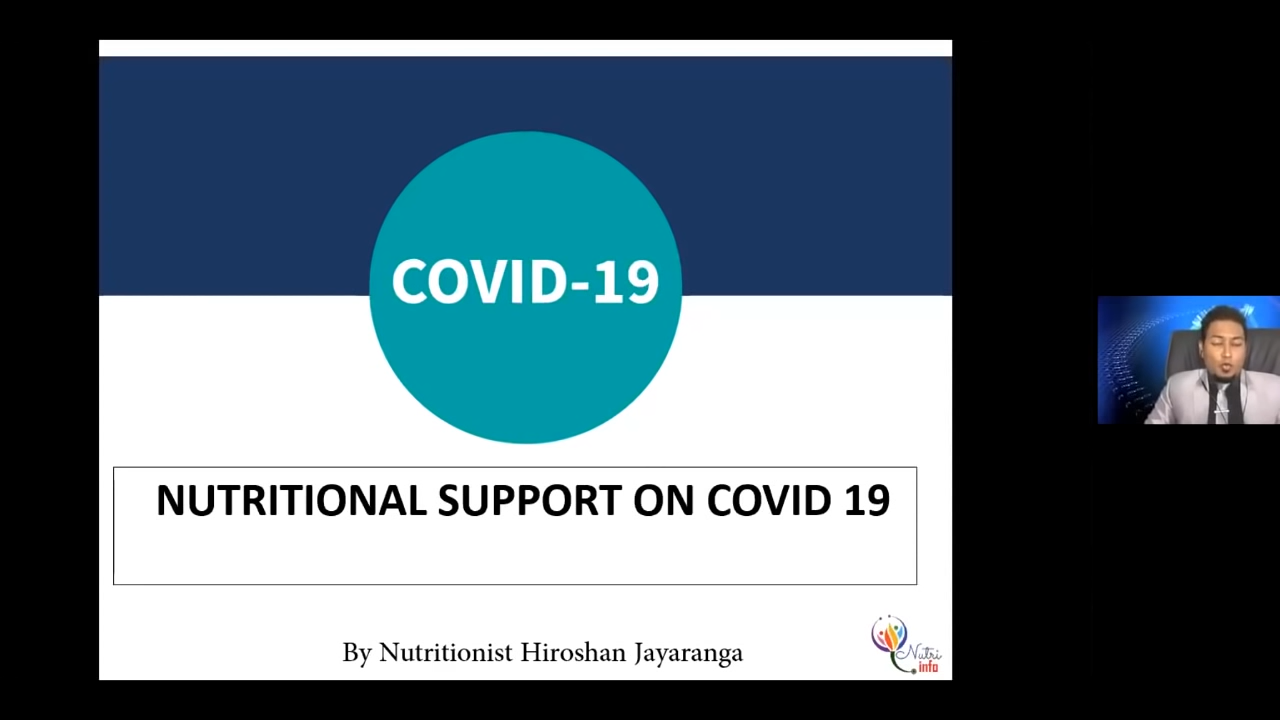 COVID-19
NUTRITIONAL SUPPORT ON COVID 19
By Nutritionist Hiroshan Jayaranga
Nutri
info